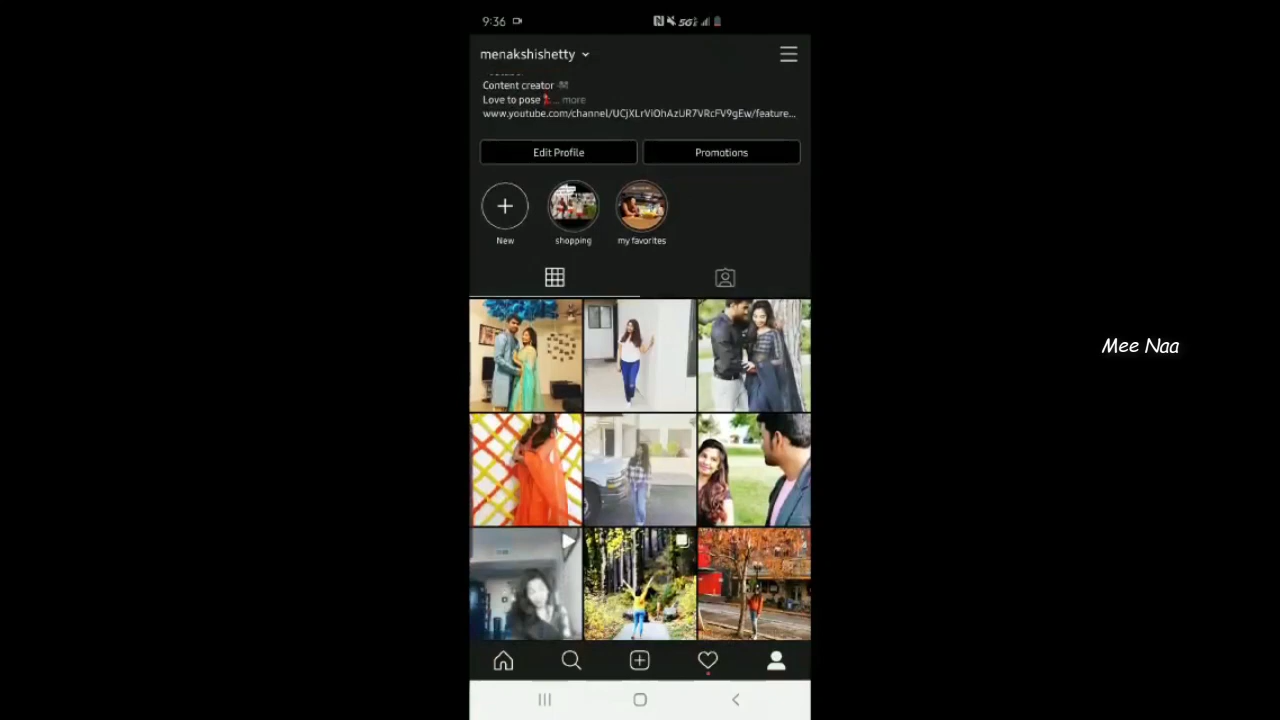 9:36
menakshishetty
Content creator
Love to pose ... more
www.youtube.com/channel/UCjXLrViOhAzUR7VRcFV9gEw/feature...
Edit Profile
Promotions
New
shopping
my favorites
Mee Naa